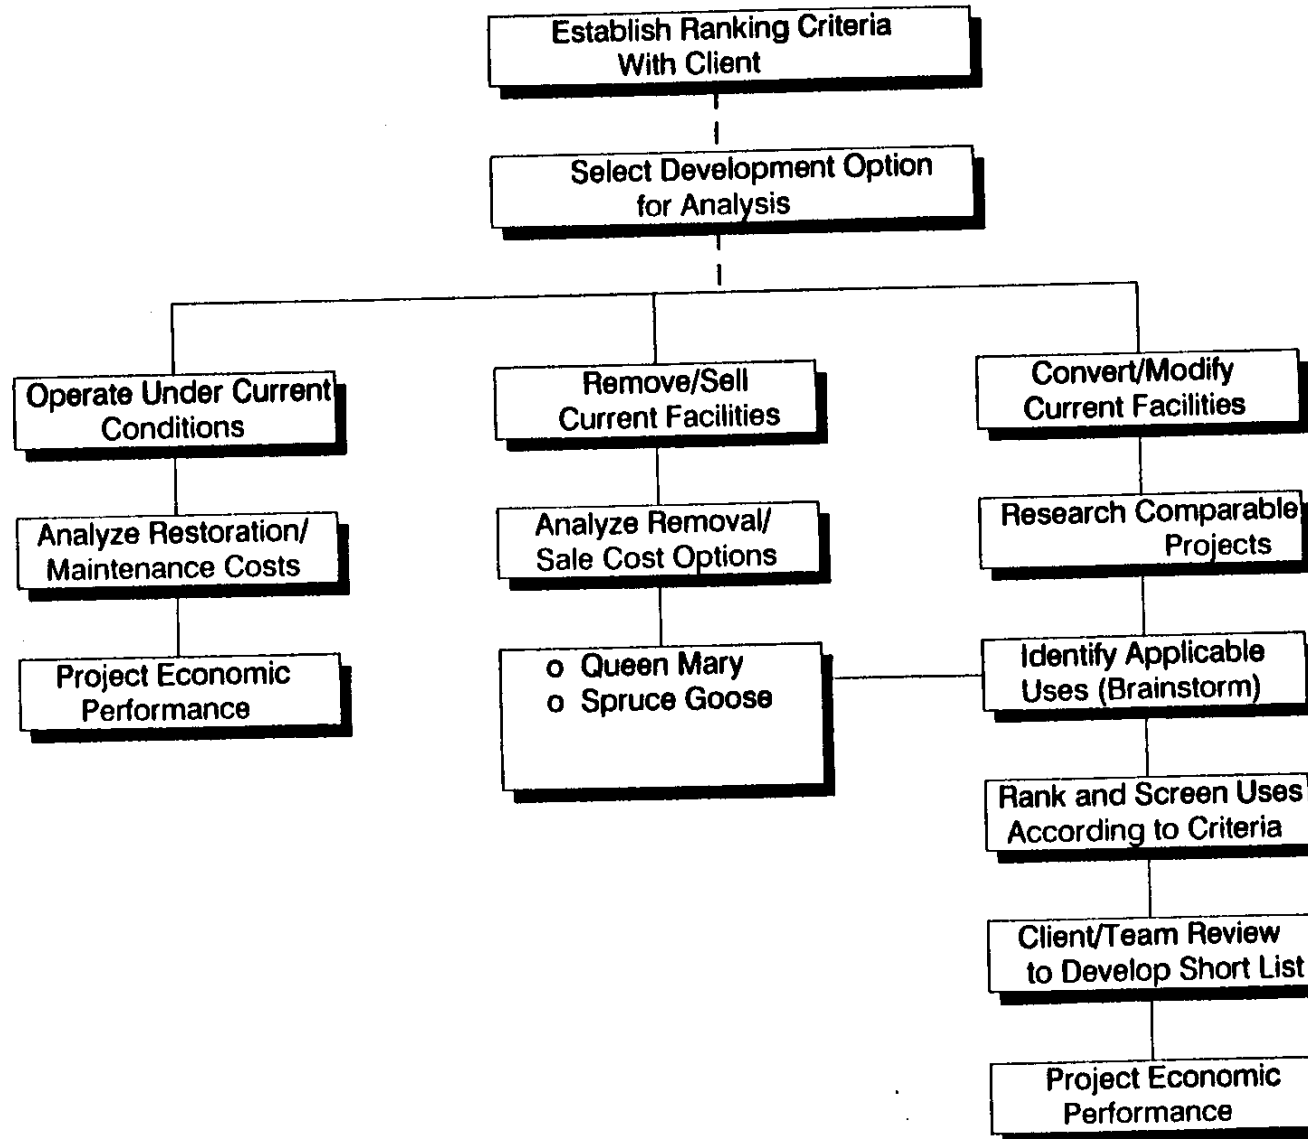 Establish Ranking Criteria
With Client
Select Development Option
for Analysis
Operate Under Current
Conditions
Remove/Sell
Current Facilities
Convert/Modify
Current Facilities
Analyze Restoration/
Maintenance Costs
Analyze Removal/
Sale Cost Options
Research Comparable
Projects
Project Economic
Performance
o Queen Mary
o Spruce Goose
Identify Applicable
Uses (Brainstorm)
Rank and Screen Uses
According to Criteria
Client/Team Review
to Develop Short List
Project Economic
Performance